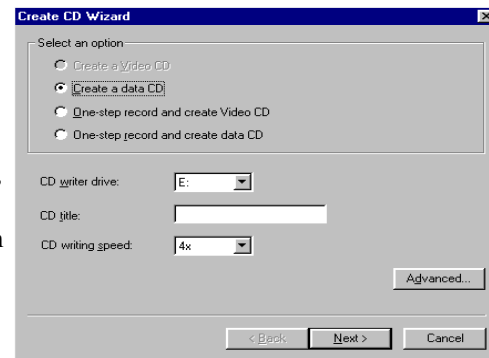 Create CD Wizard
Select an option
Create a Video CD
Create a data CD
One-step record and create Video CD
One-step record and create data CD
CD writer drive: E:
CD title:
CD writing speed: 4x
Advanced...
< Back Next > Cancel